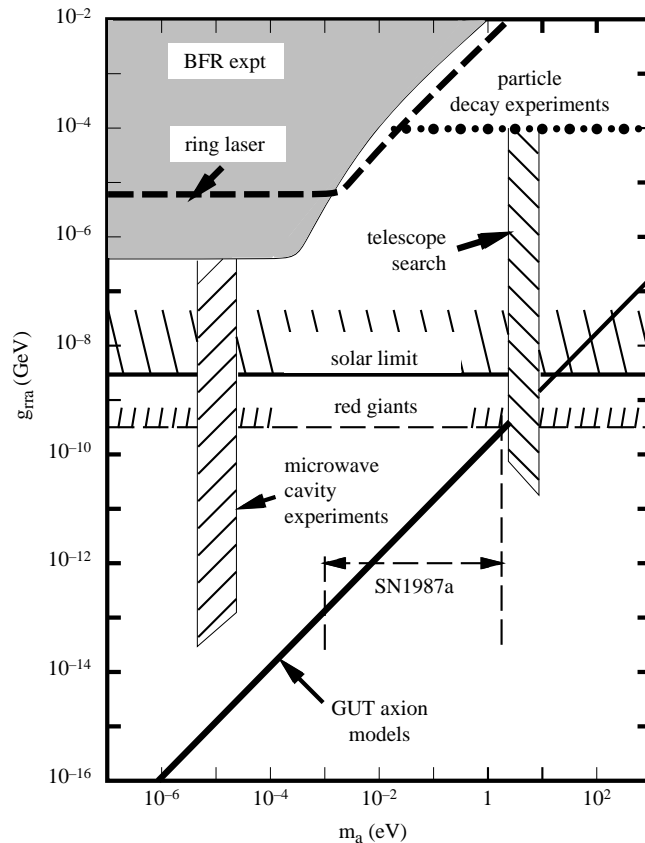 10⁻²
BFR expt
particle
decay experiments
10⁻⁴
ring laser
10⁻⁶
telescope
search
10⁻⁸
solar limit
g_rra (GeV)
red giants
10⁻¹⁰
microwave
cavity
experiments
10⁻¹²
SN1987a
10⁻¹⁴
GUT axion
models
10⁻¹⁶
10⁻⁶ 10⁻⁴ 10⁻² 1 10²
m_a (eV)